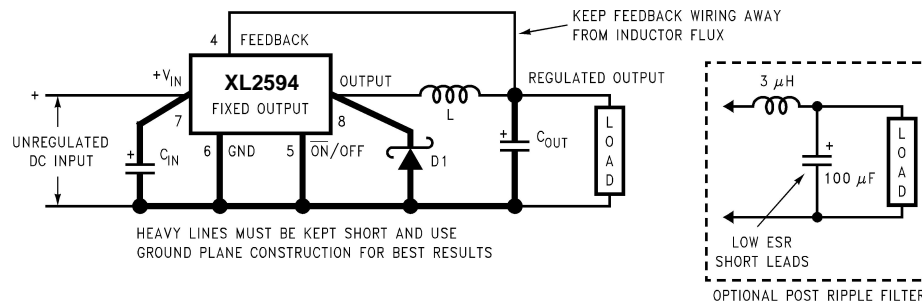 KEEP FEEDBACK WIRING AWAY
FROM INDUCTOR FLUX
4 FEEDBACK
+VIN
XL2594
FIXED OUTPUT
OUTPUT
REGULATED OUTPUT
3 μH
+
7
8
L
UNREGULATED
DC INPUT
+
CIN
6 GND
5 O̅N̅/OFF
D1
+
COUT
LOAD
+
100 μF
LOAD
HEAVY LINES MUST BE KEPT SHORT AND USE
GROUND PLANE CONSTRUCTION FOR BEST RESULTS
LOW ESR
SHORT LEADS
OPTIONAL POST RIPPLE FILTER